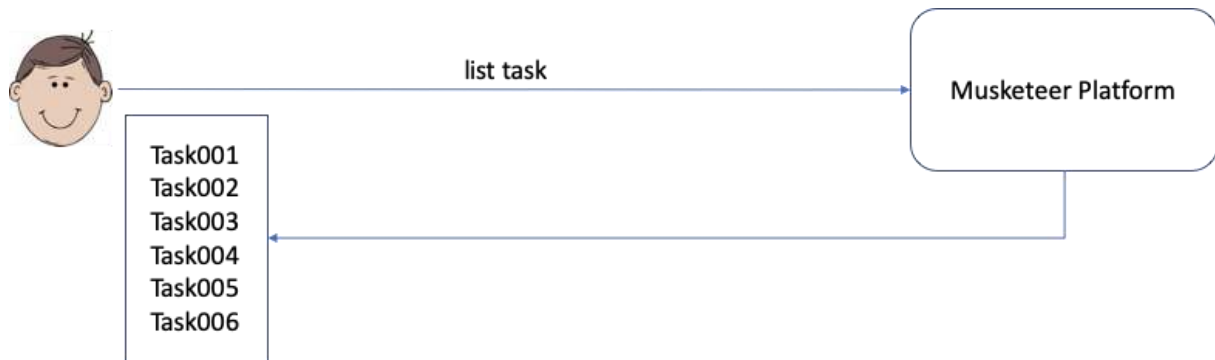 list task
Musketeer Platform
Task001
Task002
Task003
Task004
Task005
Task006